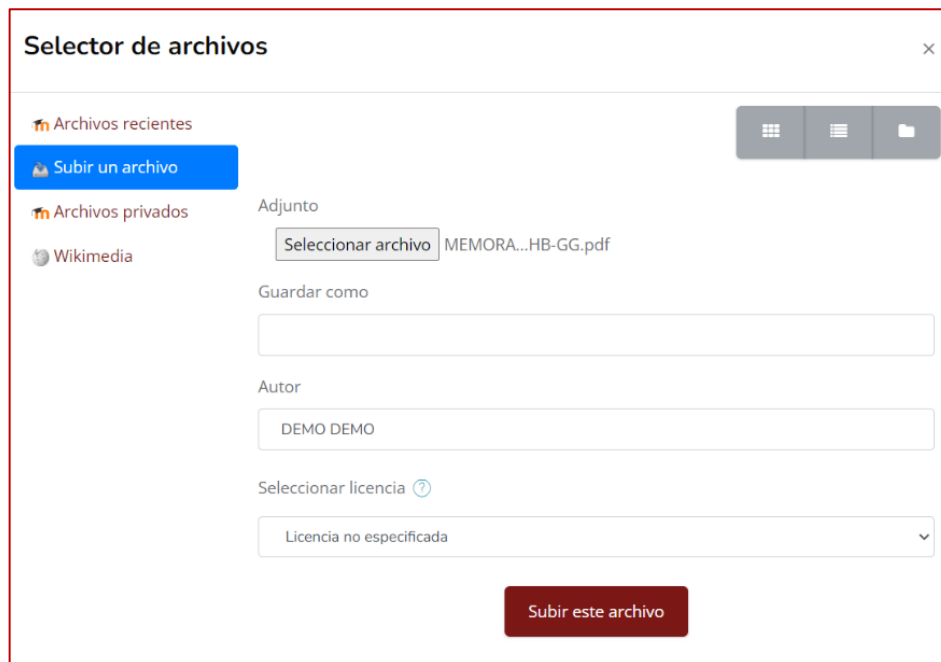 Selector de archivos
×
Archivos recientes
Subir un archivo
Archivos privados
Wikimedia
Adjunto
Seleccionar archivo MEMORA...HB-GG.pdf
Guardar como
Autor
DEMO DEMO
Seleccionar licencia ?
Licencia no especificada
Subir este archivo